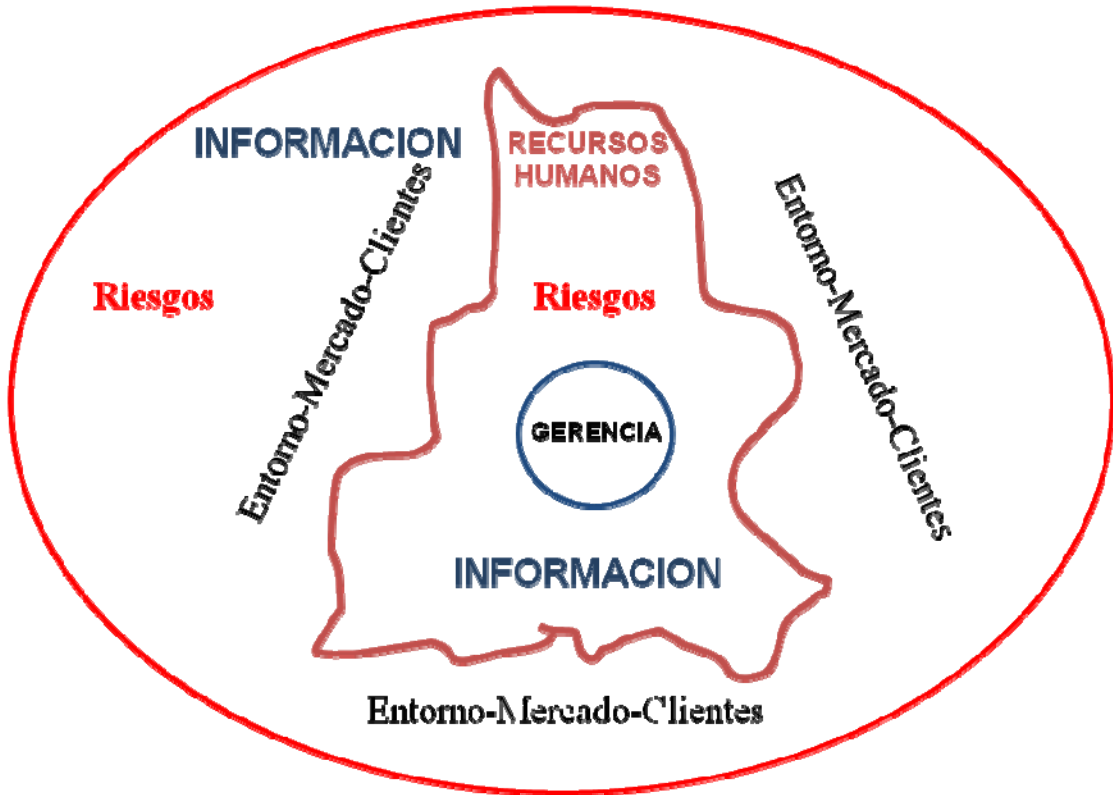 INFORMACION
RECURSOS
HUMANOS
Entorno-Mercado-Clientes
Entorno-Mercado-Clientes
Riesgos
Riesgos
GERENCIA
INFORMACION
Entorno-Mercado-Clientes